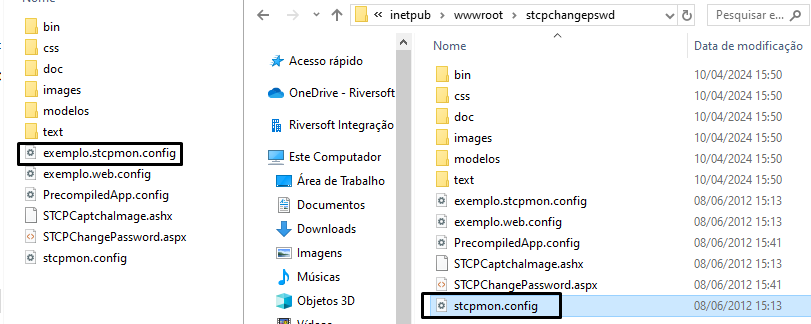 Nome
bin
css
doc
images
modelos
text
exemplo.stcpmon.config
exemplo.web.config
PrecompiledApp.config
STCPCaptchaImage.ashx
STCPChangePassword.aspx
stcpmon.config
« inetpub › wwwroot › stcpchangepswd
Pesquisar e...
Acesso rápido
OneDrive - Riversoft
Riversoft Integração
Este Computador
Área de Trabalho
Documentos
Downloads
Imagens
Músicas
Objetos 3D
Vídeos
Nome Data de modificação
bin 10/04/2024 15:50
css 10/04/2024 15:50
doc 10/04/2024 15:50
images 10/04/2024 15:50
modelos 10/04/2024 15:50
text 10/04/2024 15:50
exemplo.stcpmon.config 08/06/2012 15:13
exemplo.web.config 08/06/2012 15:13
PrecompiledApp.config 08/06/2012 15:41
STCPCaptchaImage.ashx 08/06/2012 15:13
STCPChangePassword.aspx 08/06/2012 15:41
stcpmon.config 08/06/2012 15:13